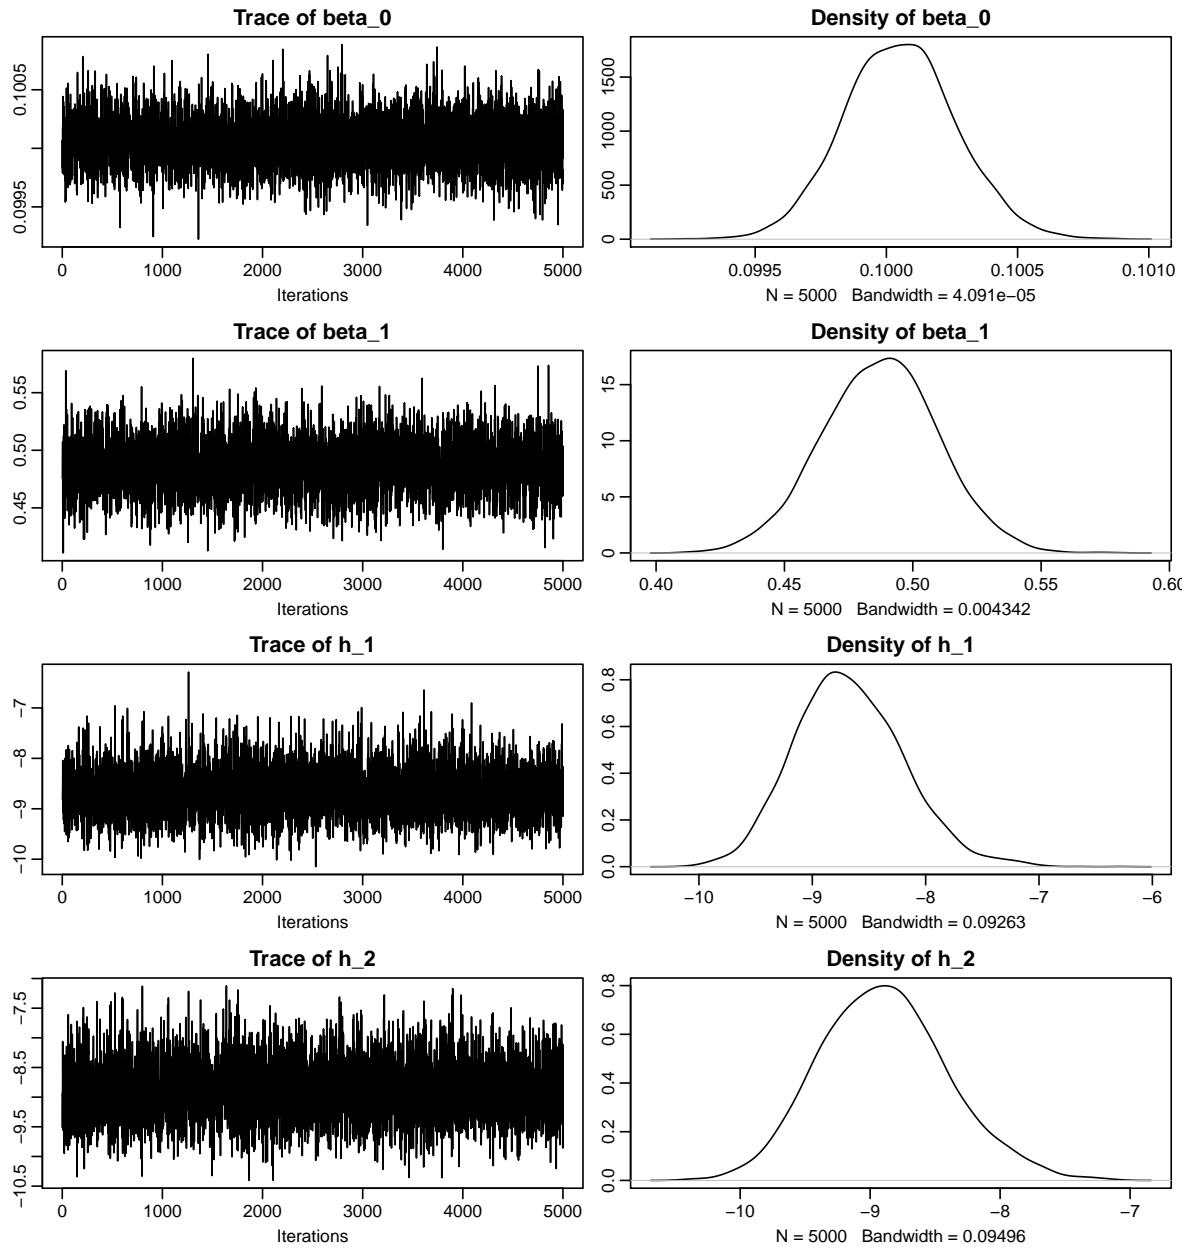 Trace of beta_0
0.0995 0.1005
0 1000 2000 3000 4000 5000
Iterations
Density of beta_0
0 500 1000 1500
0.0995 0.1000 0.1005 0.1010
N = 5000 Bandwidth = 4.091e−05
Trace of beta_1
0.45 0.50 0.55
0 1000 2000 3000 4000 5000
Iterations
Density of beta_1
0 5 10 15
0.40 0.45 0.50 0.55 0.60
N = 5000 Bandwidth = 0.004342
Trace of h_1
−10 −9 −8 −7
0 1000 2000 3000 4000 5000
Iterations
Density of h_1
0.0 0.2 0.4 0.6 0.8
−10 −9 −8 −7 −6
N = 5000 Bandwidth = 0.09263
Trace of h_2
−10.5 −9.5 −8.5 −7.5
0 1000 2000 3000 4000 5000
Iterations
Density of h_2
0.0 0.2 0.4 0.6 0.8
−10 −9 −8 −7
N = 5000 Bandwidth = 0.09496